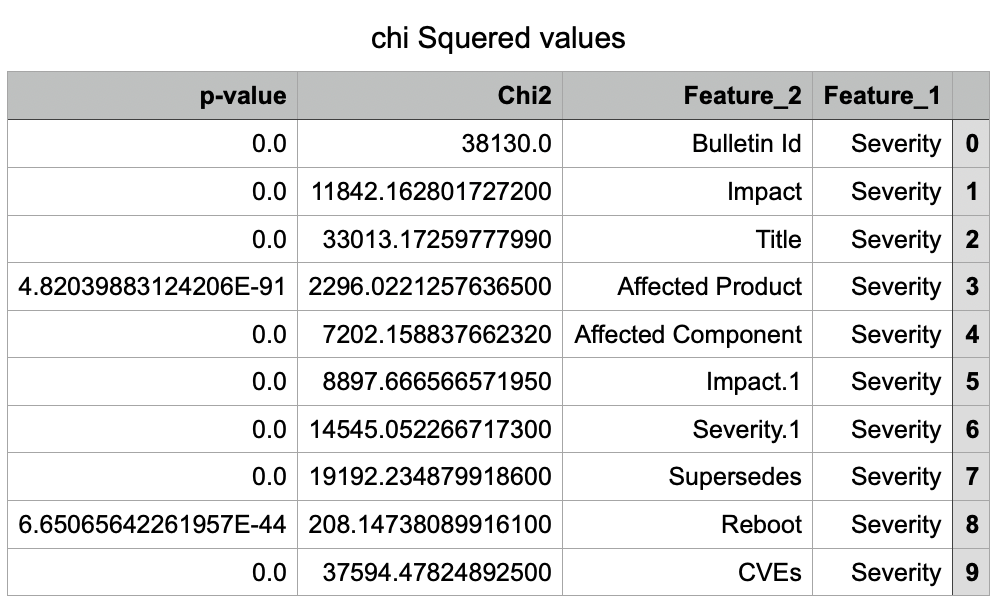 chi Squered values
p-value Chi2 Feature_2 Feature_1
0.0 38130.0 Bulletin Id Severity 0
0.0 11842.162801727200 Impact Severity 1
0.0 33013.17259777990 Title Severity 2
4.82039883124206E-91 2296.0221257636500 Affected Product Severity 3
0.0 7202.158837662320 Affected Component Severity 4
0.0 8897.666566571950 Impact.1 Severity 5
0.0 14545.052266717300 Severity.1 Severity 6
0.0 19192.234879918600 Supersedes Severity 7
6.65065642261957E-44 208.14738089916100 Reboot Severity 8
0.0 37594.47824892500 CVEs Severity 9